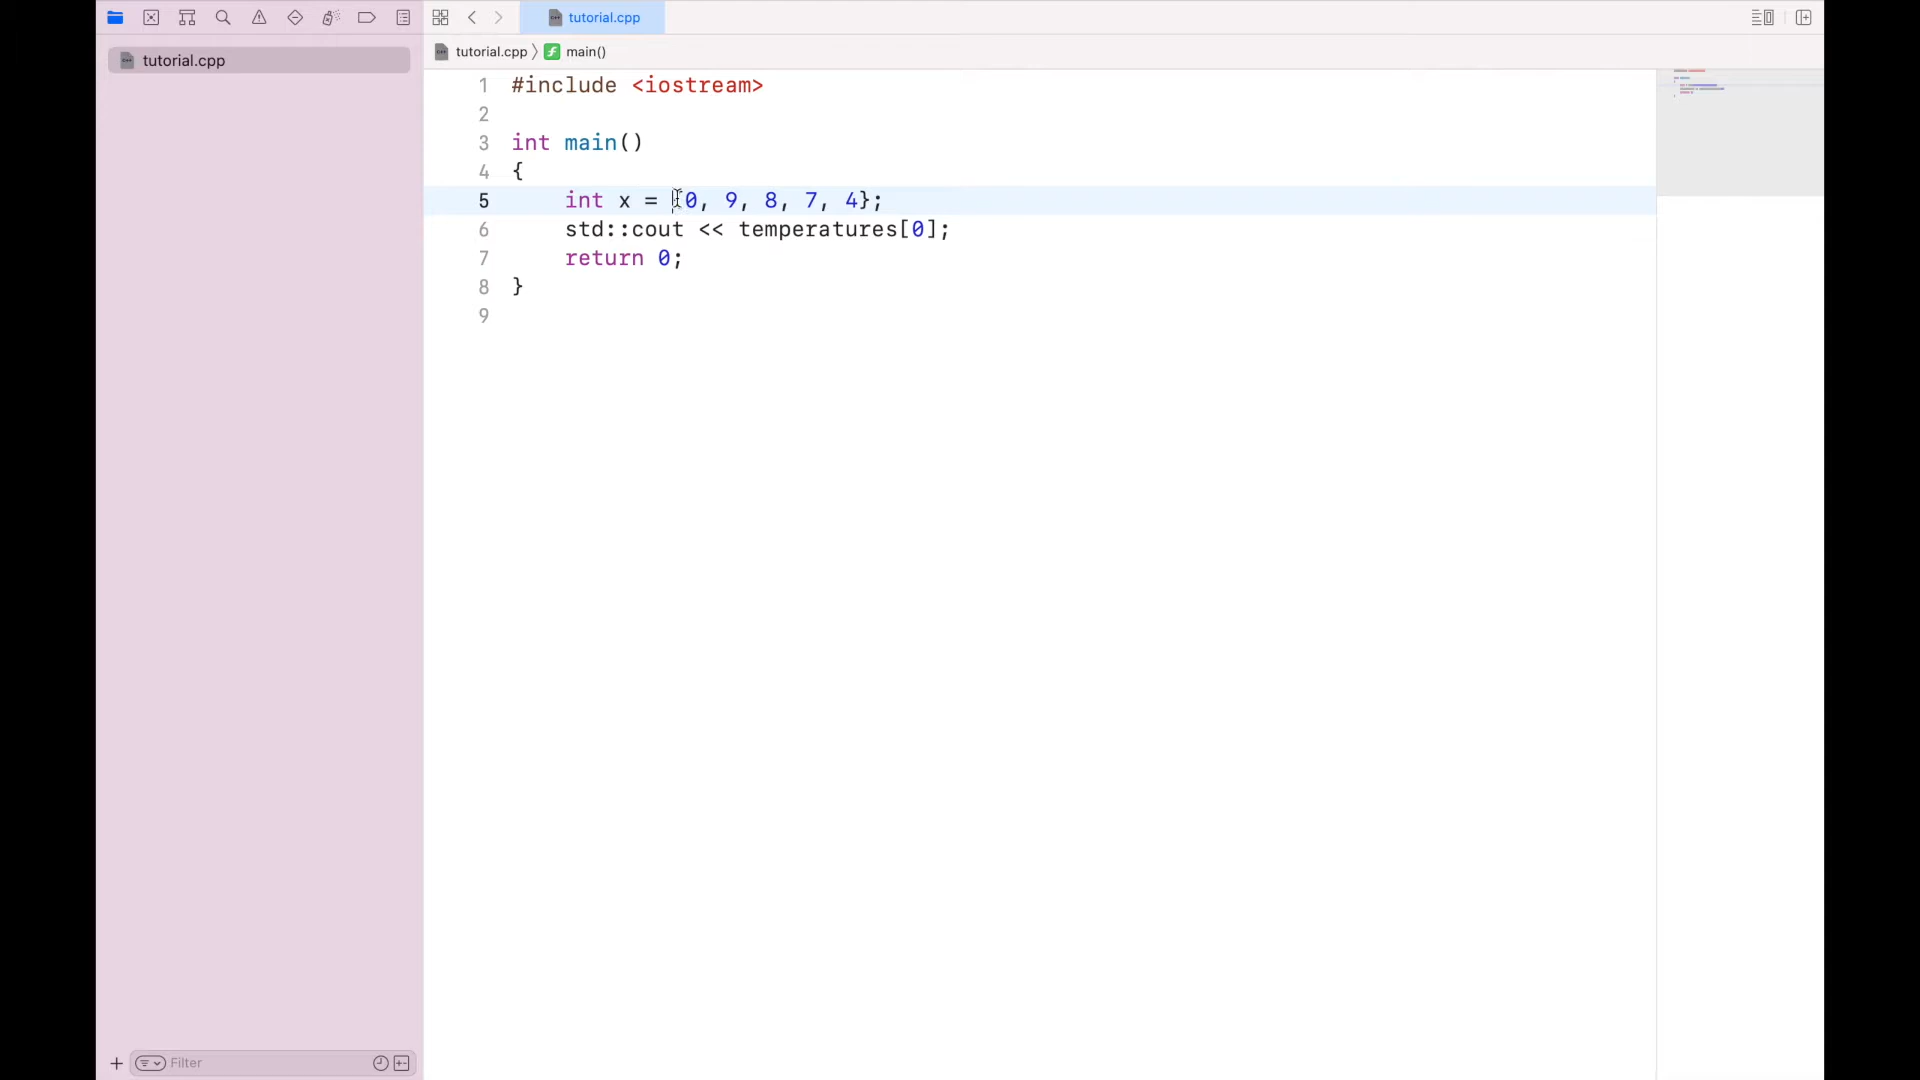 tutorial.cpp
tutorial.cpp
tutorial.cpp 〉 main()
1 #include <iostream>
2
3 int main()
4 {
5 int x = {0, 9, 8, 7, 4};
6 std::cout << temperatures[0];
7 return 0;
8 }
9
Filter